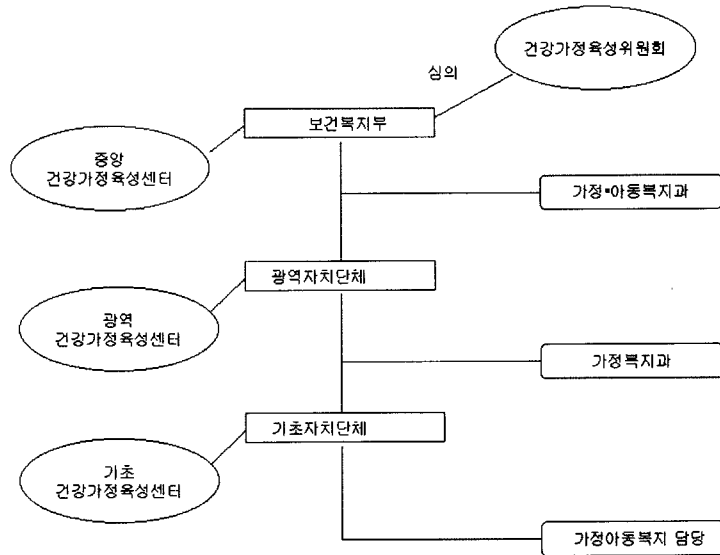 건강가정육성위원회
심의
보건복지부
중앙
건강가정육성센터
가정•아동복지과
광역자치단체
광역
건강가정육성센터
가정복지과
기초자치단체
기초
건강가정육성센터
가정아동복지 담당